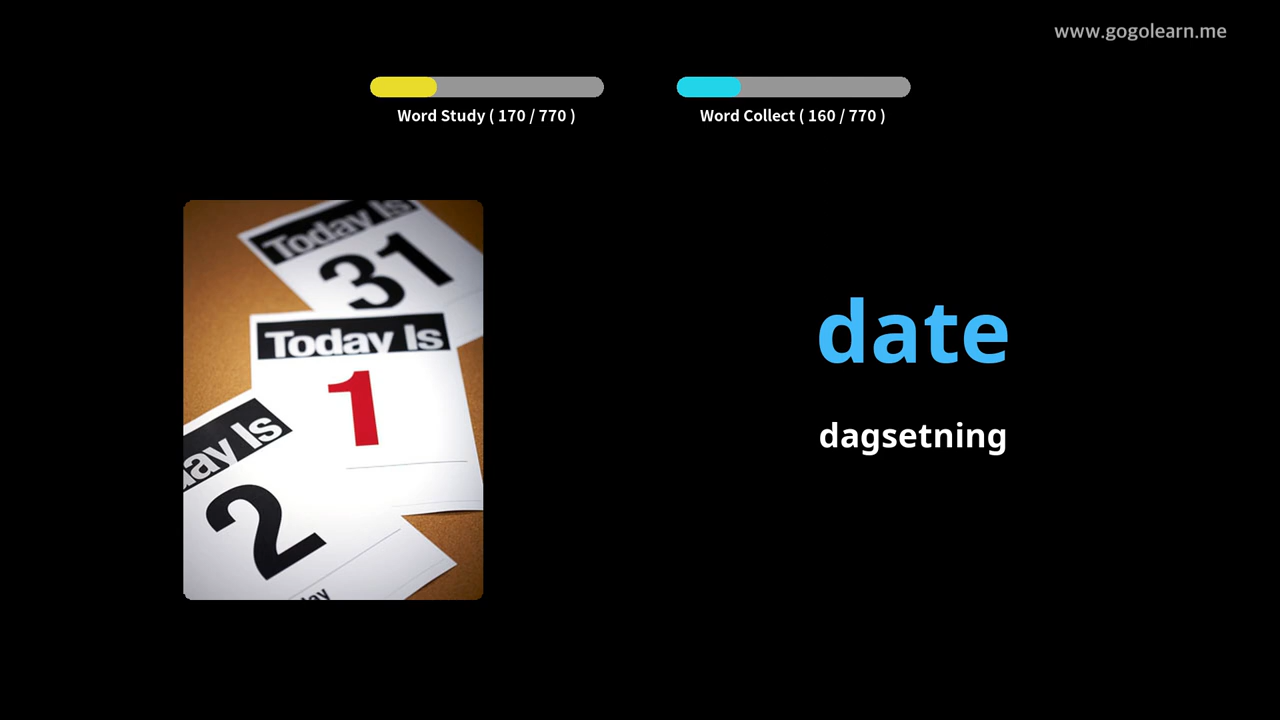 www.gogolearn.me
Word Study ( 170 / 770 )
Word Collect ( 160 / 770 )
Today Is
31
Today Is
1
day Is
2
date
dagsetning